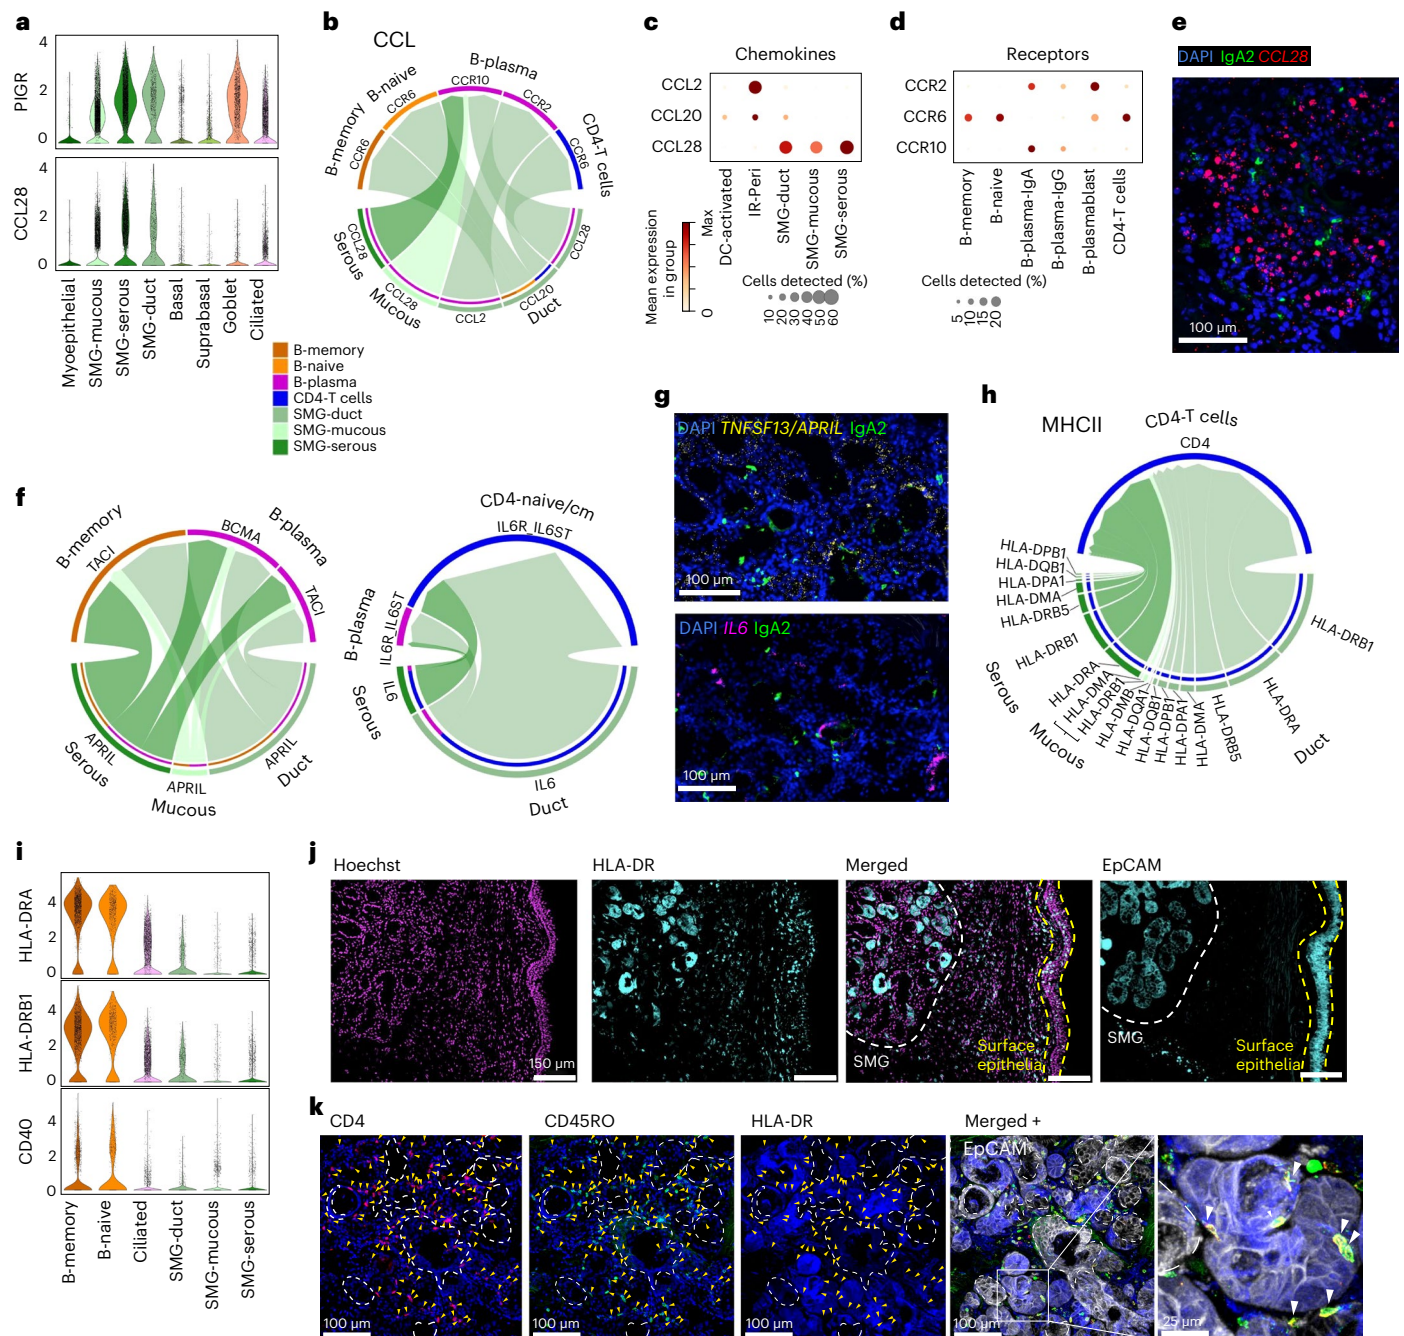 a
4
2
0
PIGR
4
2
0
CCL28
Myoepithelial
SMG-mucous
SMG-serous
SMG-duct
Basal
Suprabasal
Goblet
Ciliated
b
CCL
B-memory
B-naive
B-plasma
CD4-T cells
CCR6
CCR6
CCR10
CCR2
CCR6
CCL28
CCL28
CCL2
CCL20
CCL28
Serous
Mucous
Duct
B-memory
B-naive
B-plasma
CD4-T cells
SMG-duct
SMG-mucous
SMG-serous
c
Chemokines
CCL2
CCL20
CCL28
DC-activated
IR-Peri
SMG-duct
SMG-mucous
SMG-serous
Mean expression
in group
Max
0
Cells detected (%)
10
20
30
40
50
60
d
Receptors
CCR2
CCR6
CCR10
B-memory
B-naive
B-plasma-IgA
B-plasma-IgG
B-plasmablast
CD4-T cells
Cells detected (%)
5
10
15
20
e
DAPI IgA2 CCL28
100 µm
f
B-memory
B-plasma
TACI
BCMA
TACI
APRIL
APRIL
APRIL
Serous
Mucous
Duct
CD4-naive/cm
IL6R_IL6ST
B-plasma
IL6R_IL6ST
Serous
IL6
IL6
Duct
g
DAPI TNFSF13/APRIL IgA2
100 µm
DAPI IL6 IgA2
100 µm
h
MHCII
CD4-T cells
CD4
HLA-DPB1
HLA-DQB1
HLA-DPA1
HLA-DMA
HLA-DRB5
HLA-DRB1
HLA-DRA
HLA-DMA
HLA-DRB1
HLA-DMB
HLA-DQA1
HLA-DQB1
HLA-DPB1
HLA-DPA1
HLA-DMA
HLA-DRB5
HLA-DRA
HLA-DRB1
Serous
Mucous
Duct
i
HLA-DRA
4
2
0
HLA-DRB1
4
2
0
CD40
4
2
0
B-memory
B-naive
Ciliated
SMG-duct
SMG-mucous
SMG-serous
j
Hoechst
HLA-DR
Merged
EpCAM
150 µm
SMG
Surface
epithelia
SMG
Surface
epithelia
k
CD4
CD45RO
HLA-DR
Merged +
EpCAM
100 µm
100 µm
100 µm
100 µm
25 µm